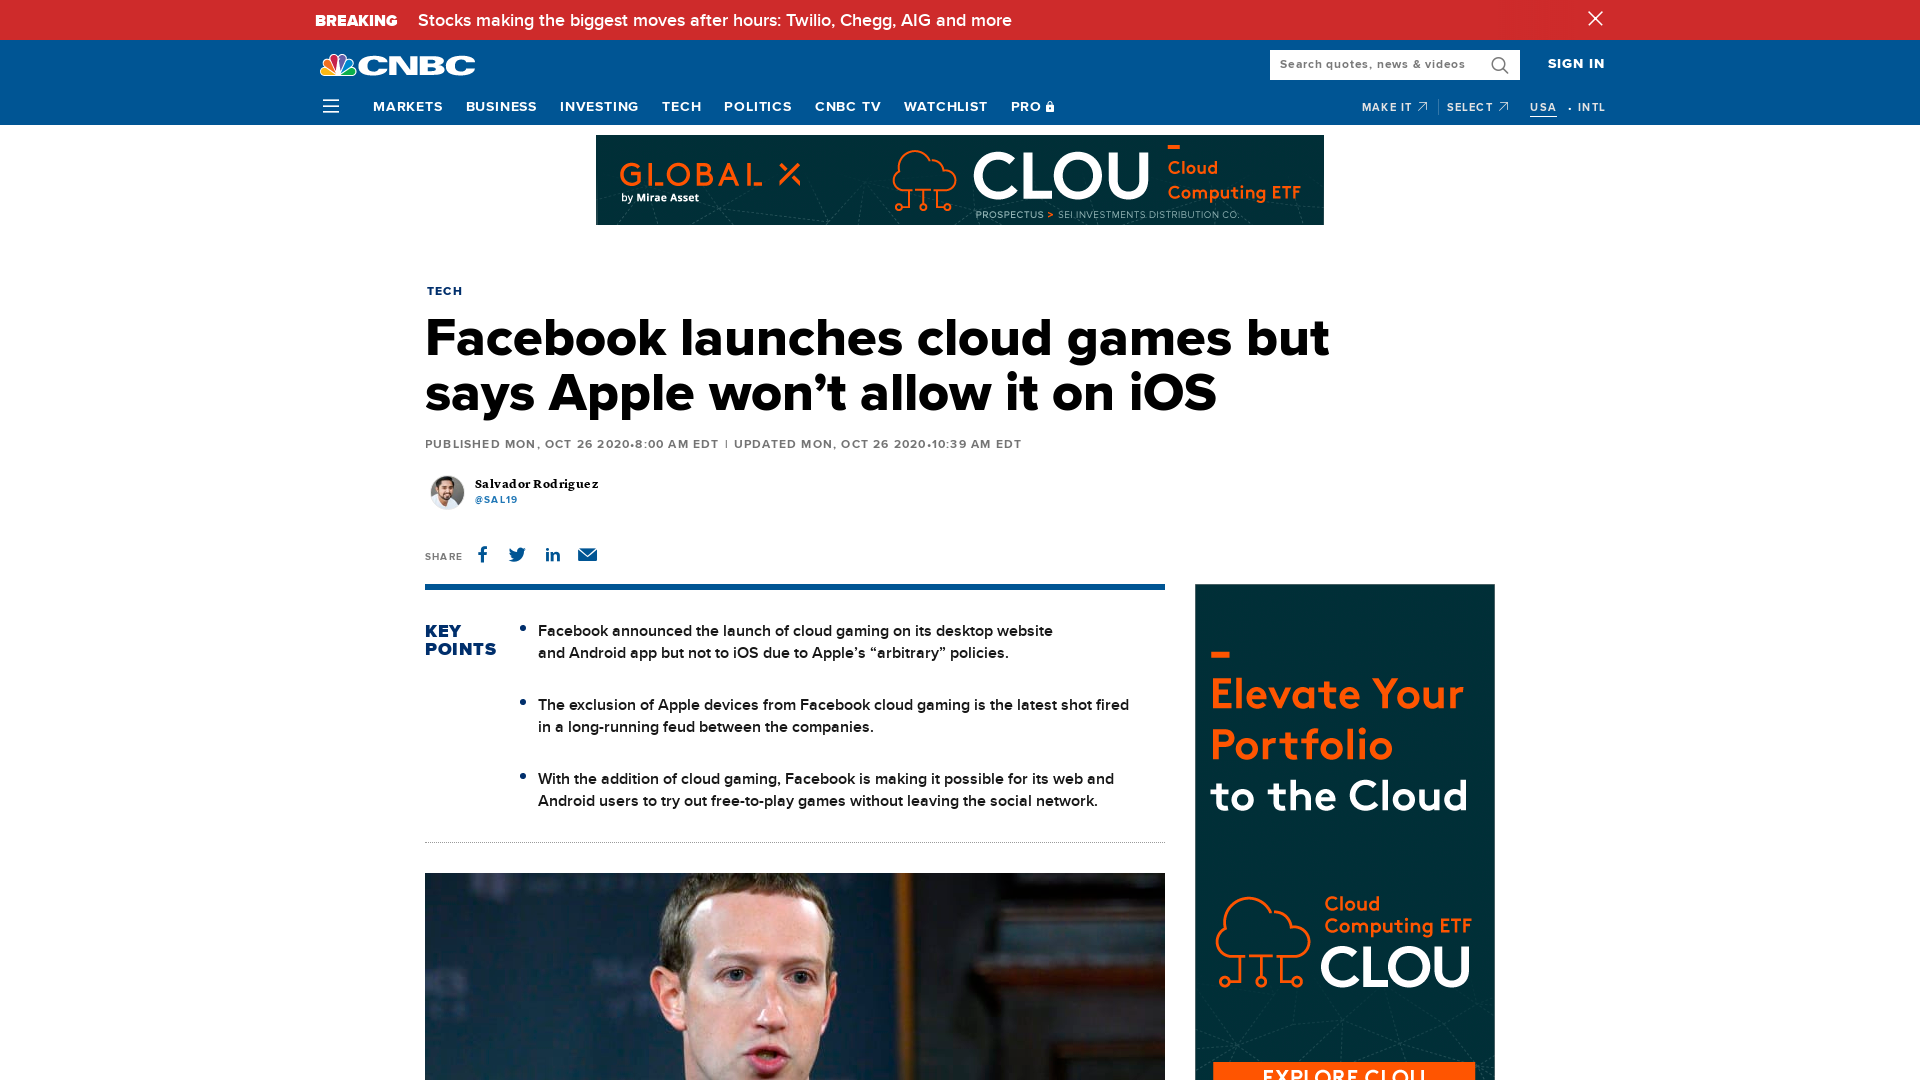 BREAKING Stocks making the biggest moves after hours: Twilio, Chegg, AIG and more
CNBC
Search quotes, news & videos
SIGN IN
MARKETS BUSINESS INVESTING TECH POLITICS CNBC TV WATCHLIST PRO
MAKE IT SELECT USA • INTL
GLOBAL X
by Mirae Asset
CLOU
Cloud
Computing ETF
PROSPECTUS > SEI INVESTMENTS DISTRIBUTION CO.
TECH
Facebook launches cloud games but
says Apple won’t allow it on iOS
PUBLISHED MON, OCT 26 2020•8:00 AM EDT | UPDATED MON, OCT 26 2020•10:39 AM EDT
Salvador Rodriguez
@SAL19
SHARE
KEY
POINTS
Facebook announced the launch of cloud gaming on its desktop website
and Android app but not to iOS due to Apple’s “arbitrary” policies.
The exclusion of Apple devices from Facebook cloud gaming is the latest shot fired
in a long-running feud between the companies.
With the addition of cloud gaming, Facebook is making it possible for its web and
Android users to try out free-to-play games without leaving the social network.
Elevate Your
Portfolio
to the Cloud
Cloud
Computing ETF
CLOU
EXPLORE CLOU